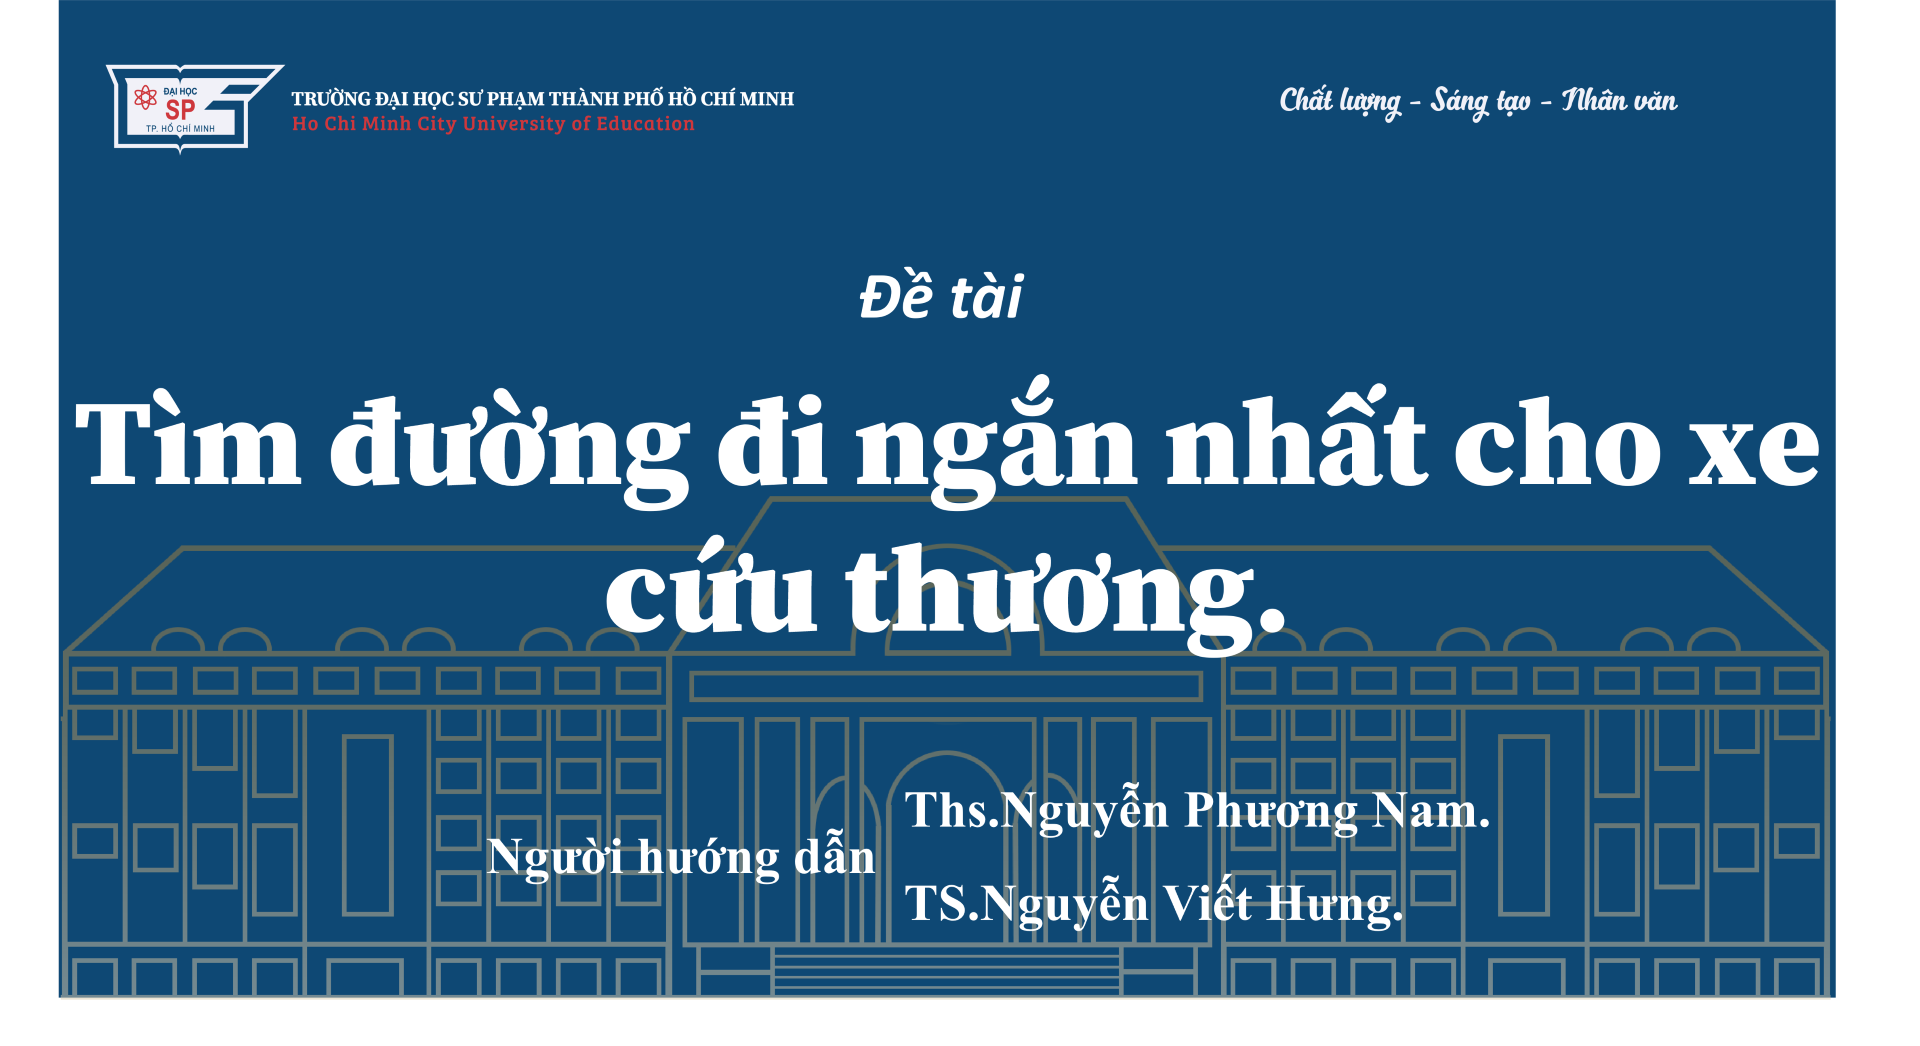 ĐẠI HỌC
SP
TP. HỒ CHÍ MINH
TRƯỜNG ĐẠI HỌC SƯ PHẠM THÀNH PHỐ HỒ CHÍ MINH
Ho Chi Minh City University of Education
Chất lượng - Sáng tạo - Nhân văn
Đề tài
Tìm đường đi ngắn nhất cho xe
cứu thương.
Người hướng dẫn
Ths.Nguyễn Phương Nam.
TS.Nguyễn Viết Hưng.